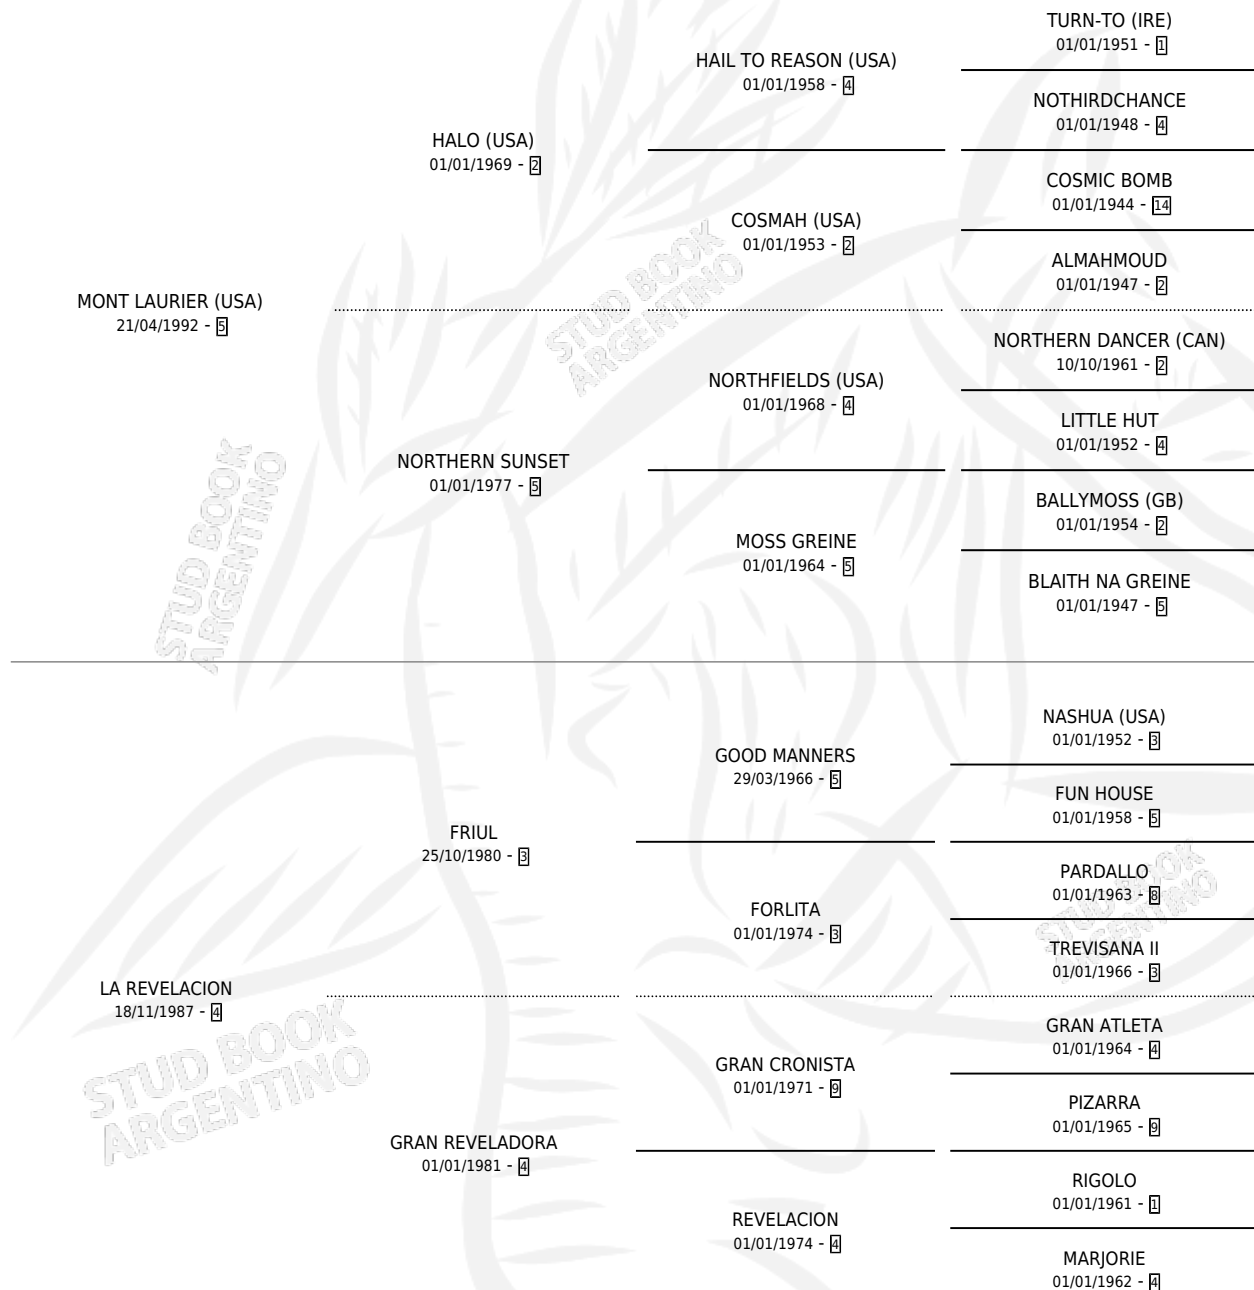 TURN-TO (IRE)
01/01/1951 - 1
HAIL TO REASON (USA)
01/01/1958 - 4
NOTHIRDCHANCE
01/01/1948 - 4
HALO (USA)
01/01/1969 - 2
COSMIC BOMB
01/01/1944 - 14
COSMAH (USA)
01/01/1953 - 2
ALMAHMOUD
01/01/1947 - 2
MONT LAURIER (USA)
21/04/1992 - 5
NORTHERN DANCER (CAN)
10/10/1961 - 2
NORTHFIELDS (USA)
01/01/1968 - 4
LITTLE HUT
01/01/1952 - 4
NORTHERN SUNSET
01/01/1977 - 5
BALLYMOSS (GB)
01/01/1954 - 2
MOSS GREINE
01/01/1964 - 5
BLAITH NA GREINE
01/01/1947 - 5
STUD BOOK
ARGENTINO
STUD BOOK
ARGENTINO
NASHUA (USA)
01/01/1952 - 3
GOOD MANNERS
29/03/1966 - 5
FUN HOUSE
01/01/1958 - 5
FRIUL
25/10/1980 - 3
PARDALLO
01/01/1963 - 8
FORLITA
01/01/1974 - 3
TREVISANA II
01/01/1966 - 3
STUD BOOK
ARGENTINO
LA REVELACION
18/11/1987 - 4
GRAN ATLETA
01/01/1964 - 4
GRAN CRONISTA
01/01/1971 - 9
PIZARRA
01/01/1965 - 9
GRAN REVELADORA
01/01/1981 - 4
RIGOLO
01/01/1961 - 1
REVELACION
01/01/1974 - 4
MARJORIE
01/01/1962 - 4
STUD BOOK
ARGENTINO